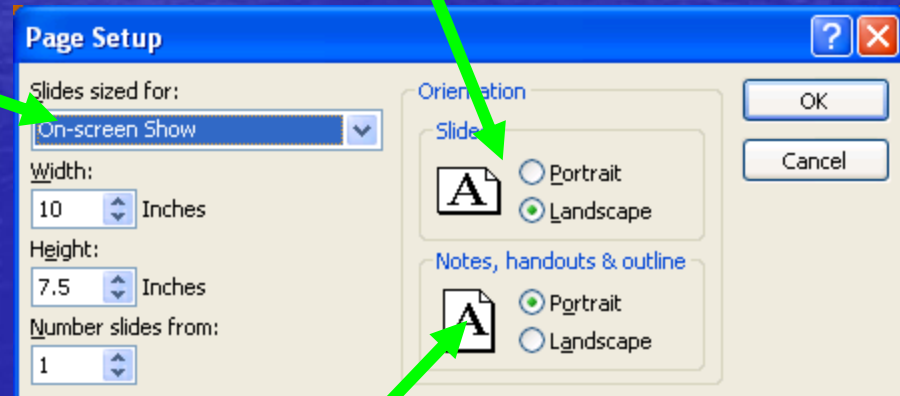 Page Setup
Slides sized for:
On-screen Show
Width:
10 Inches
Height:
7.5 Inches
Number slides from:
1
Orientation
Slides
A
Portrait
Landscape
Notes, handouts & outline
A
Portrait
Landscape
OK
Cancel